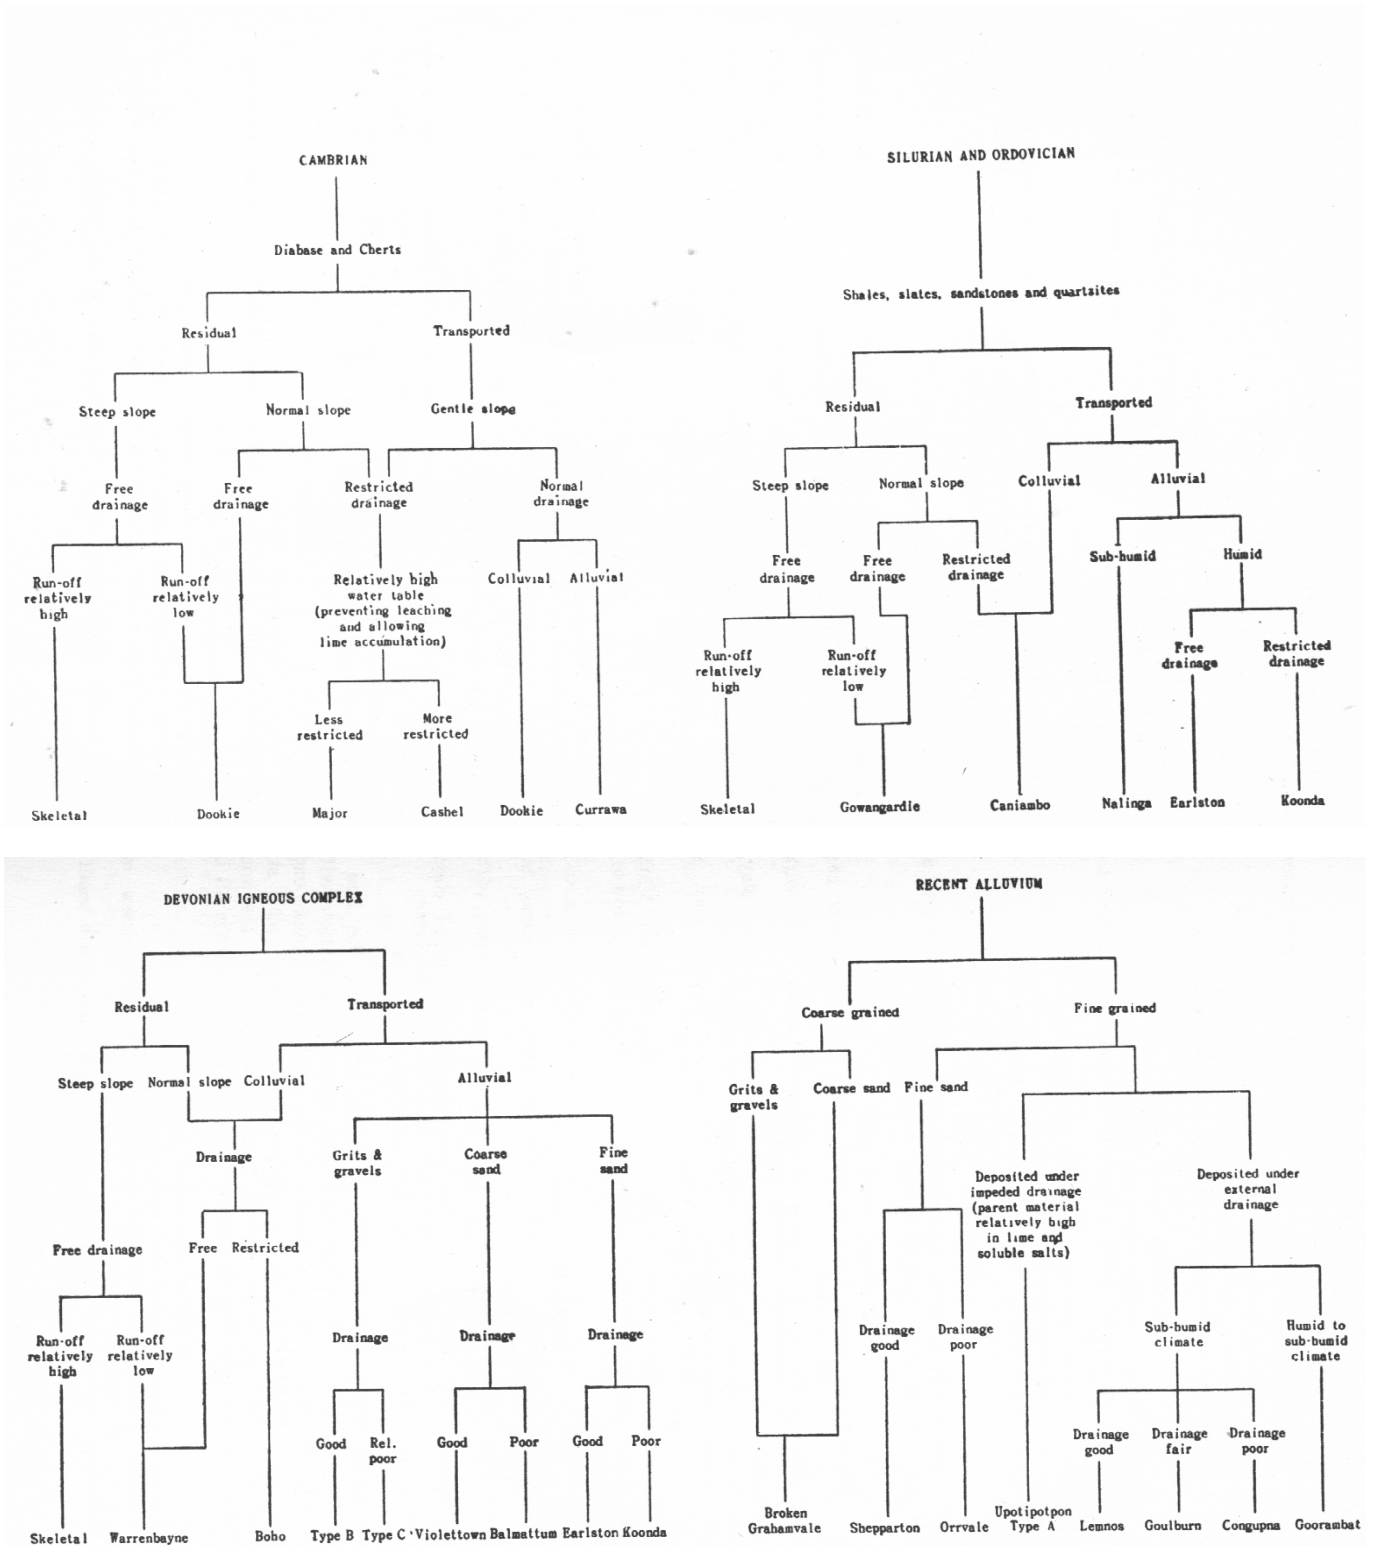 CAMBRIAN
Diabase and Cherts
Residual
Transported
Steep slope
Normal slope
Gentle slope
Free
drainage
Free
drainage
Restricted
drainage
Normal
drainage
Run-off
relatively
high
Run-off
relatively
low
Relatively high
water table
(preventing leaching
and allowing
lime accumulation)
Colluvial
Alluvial
Less
restricted
More
restricted
Skeletal
Dookie
Major
Cashel
Dookie
Currawa
SILURIAN AND ORDOVICIAN
Shales, slates, sandstones and quartzites
Residual
Transported
Steep slope
Normal slope
Colluvial
Alluvial
Free
drainage
Free
drainage
Restricted
drainage
Sub-humid
Humid
Run-off
relatively
high
Run-off
relatively
low
Free
drainage
Restricted
drainage
Skeletal
Gowangardie
Caniambo
Nalinga
Earlston
Koonda
DEVONIAN IGNEOUS COMPLEX
Residual
Transported
Steep slope
Normal slope
Colluvial
Alluvial
Drainage
Grits &
gravels
Coarse
sand
Fine
sand
Free drainage
Free
Restricted
Run-off
relatively
high
Run-off
relatively
low
Drainage
Drainage
Drainage
Good
Rel.
poor
Good
Poor
Good
Poor
Skeletal
Warrenbayne
Boho
Type B
Type C
Violettown
Balmattum
Earlston
Koonda
RECENT ALLUVIUM
Coarse grained
Fine grained
Grits &
gravels
Coarse sand
Fine sand
Deposited under
impeded drainage
(parent material
relatively high
in lime and
soluble salts)
Deposited under
external
drainage
Drainage
good
Drainage
poor
Sub-humid
climate
Humid to
sub-humid
climate
Drainage
good
Drainage
fair
Drainage
poor
Broken
Grahamvale
Shepparton
Orrvale
Upotipotpon
Type A
Lemnos
Goulburn
Congupna
Goorambat